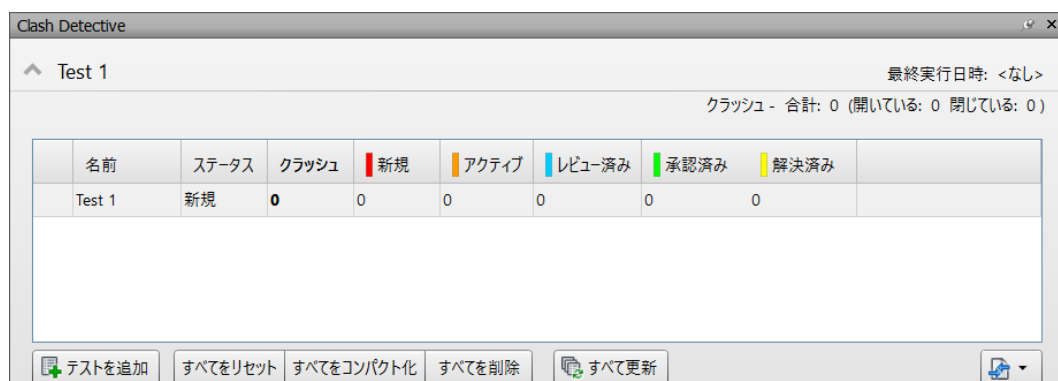 Clash Detective
Test 1
最終実行日時: <なし>
クラッシュ - 合計: 0 (開いている: 0 閉じている: 0)
名前 ステータス クラッシュ 新規 アクティブ レビュー済み 承認済み 解決済み
Test 1 新規 0 0 0 0 0 0
テストを追加 すべてをリセット すべてをコンパクト化 すべてを削除 すべて更新